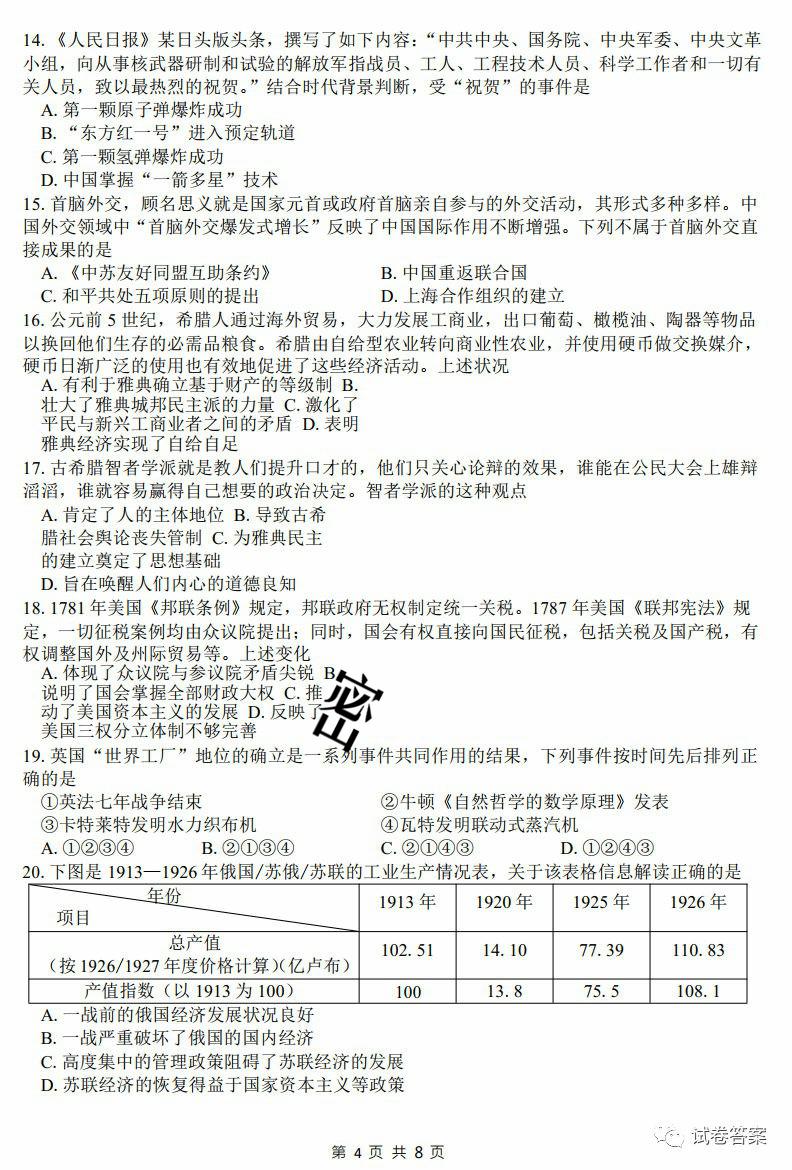 14. 《人民日报》某日头版头条，撰写了如下内容：“中共中央、国务院、中央军委、中央文革
小组，向从事核武器研制和试验的解放军指战员、工人、工程技术人员、科学工作者和一切有
关人员，致以最热烈的祝贺。”结合时代背景判断，受“祝贺”的事件是
A. 第一颗原子弹爆炸成功
B. “东方红一号”进入预定轨道
C. 第一颗氢弹爆炸成功
D. 中国掌握“一箭多星”技术
15. 首脑外交，顾名思义就是国家元首或政府首脑亲自参与的外交活动，其形式多种多样。中
国外交领域中“首脑外交爆发式增长”反映了中国国际作用不断增强。下列不属于首脑外交直
接成果的是
A. 《中苏友好同盟互助条约》 B. 中国重返联合国
C. 和平共处五项原则的提出 D. 上海合作组织的建立
16. 公元前 5 世纪，希腊人通过海外贸易，大力发展工商业，出口葡萄、橄榄油、陶器等物品
以换回他们生存的必需品粮食。希腊由自给型农业转向商业性农业，并使用硬币做交换媒介，
硬币日渐广泛的使用也有效地促进了这些经济活动。上述状况
A. 有利于雅典确立基于财产的等级制 B.
壮大了雅典城邦民主派的力量 C. 激化了
平民与新兴工商业者之间的矛盾 D. 表明
雅典经济实现了自给自足
17. 古希腊智者学派就是教人们提升口才的，他们只关心论辩的效果，谁能在公民大会上雄辩
滔滔，谁就容易赢得自己想要的政治决定。智者学派的这种观点
A. 肯定了人的主体地位 B. 导致古希
腊社会舆论丧失管制 C. 为雅典民主
的建立奠定了思想基础
D. 旨在唤醒人们内心的道德良知
18. 1781 年美国《邦联条例》规定，邦联政府无权制定统一关税。1787 年美国《联邦宪法》规
定，一切征税案例均由众议院提出；同时，国会有权直接向国民征税，包括关税及国产税，有
权调整国外及州际贸易等。上述变化
A. 体现了众议院与参议院矛盾尖锐 B.
说明了国会掌握全部财政大权 C. 推
动了美国资本主义的发展 D. 反映了
美国三权分立体制不够完善
密
19. 英国“世界工厂”地位的确立是一系列事件共同作用的结果，下列事件按时间先后排列正
确的是
①英法七年战争结束 ②牛顿《自然哲学的数学原理》发表
③卡特莱特发明水力织布机 ④瓦特发明联动式蒸汽机
A. ①②③④ B. ②①③④ C. ②①④③ D. ①②④③
20. 下图是 1913—1926 年俄国/苏俄/苏联的工业生产情况表，关于该表格信息解读正确的是
年份 1913 年 1920 年 1925 年 1926 年
项目
总产值
（按 1926/1927 年度价格计算）（亿卢布） 102.51 14.10 77.39 110.83
产值指数（以 1913 为 100） 100 13.8 75.5 108.1
A. 一战前的俄国经济发展状况良好
B. 一战严重破坏了俄国的国内经济
C. 高度集中的管理政策阻碍了苏联经济的发展
D. 苏联经济的恢复得益于国家资本主义等政策
试卷答案
第 4 页 共 8 页